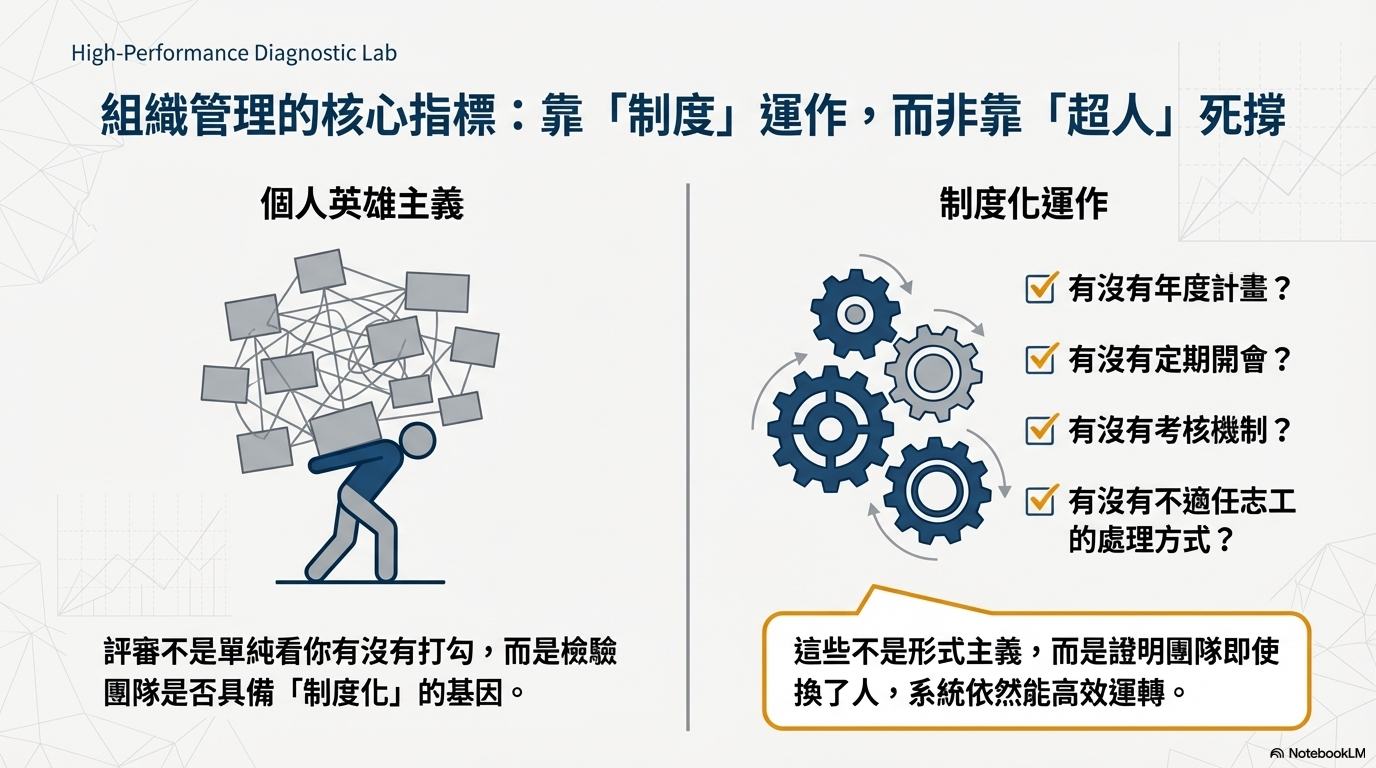 High-Performance Diagnostic Lab
組織管理的核心指標：靠「制度」運作，而非靠「超人」死撐
個人英雄主義
評審不是單純看你有沒有打勾，而是檢驗
團隊是否具備「制度化」的基因。
制度化運作
有沒有年度計畫？
有沒有定期開會？
有沒有考核機制？
有沒有不適任志工
的處理方式？
這些不是形式主義，而是證明團隊即使
換了人，系統依然能高效運轉。
NotebookLM